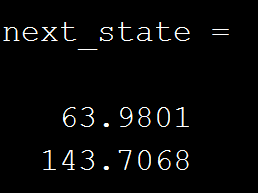 next_state =
63.9801
143.7068